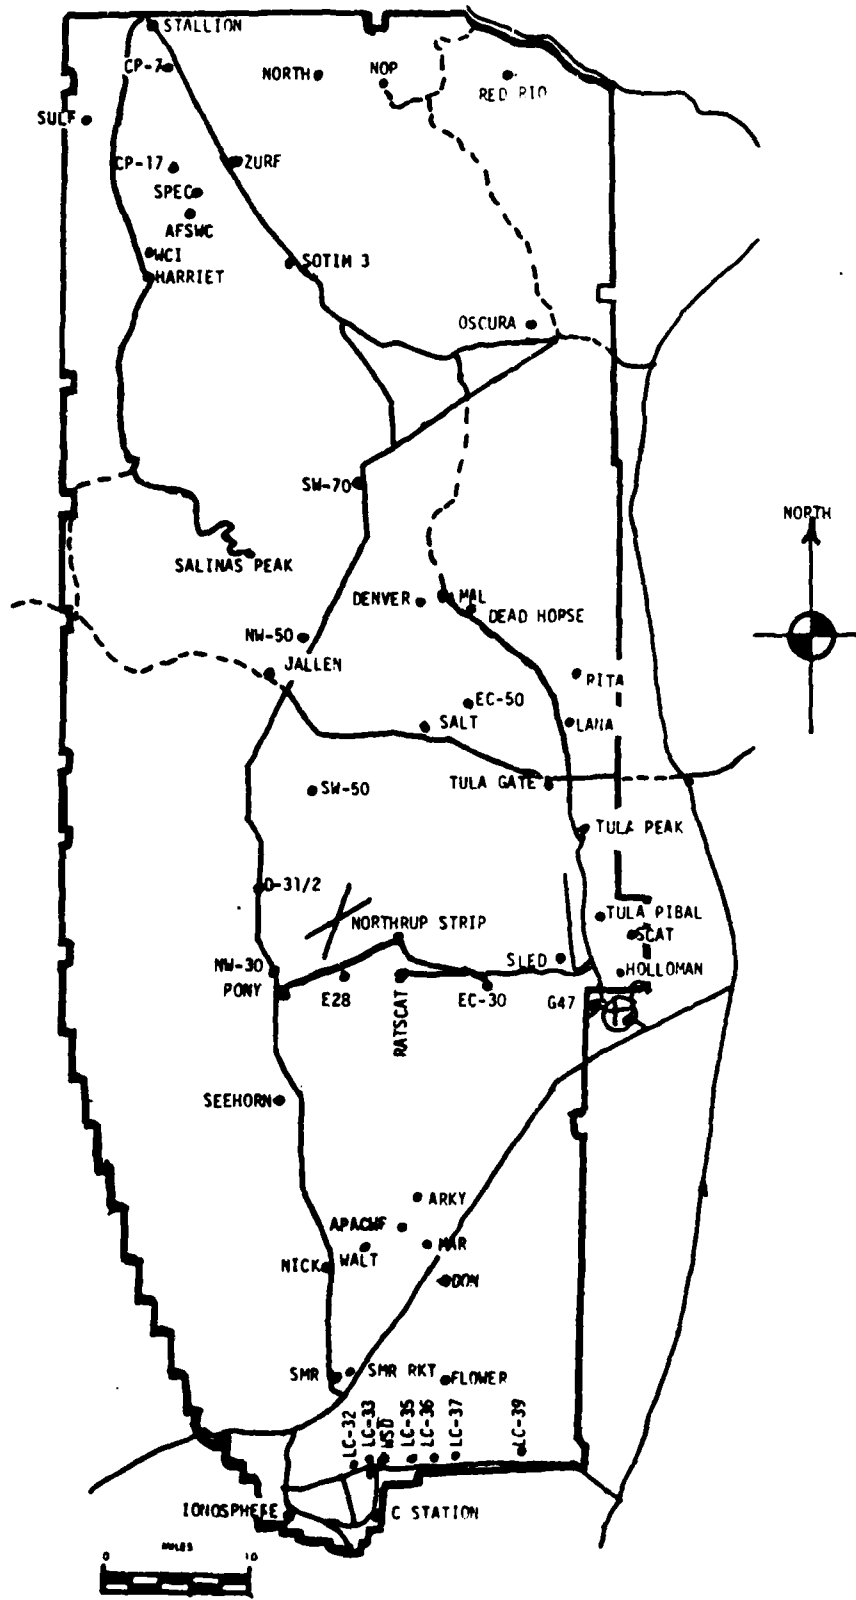 STALLION
CP-7
NORTH
NOP
RED RIO
SULF
CP-17
ZURF
SPEC
AFSWC
WCI
HARRIET
SOTIM 3
OSCURA
SW-70
NORTH
SALINAS PEAK
DENVER
MAL
DEAD HOPSE
NW-50
JALLEN
RITA
EC-50
SALT
LANA
TULA GATE
SW-50
TULA PEAK
D-31/2
NORTHRUP STRIP
TULA PIBAL
SCAT
NW-30
SLED
HOLLOMAN
PONY
E28
RATSCAT
EC-30
G47
SEEHORN
ARKY
APACHE
MAR
NICK
WALT
DON
SMR
SMR RKT
FLOWER
LC-32
LC-33
WSD
LC-35
LC-36
LC-37
LC-39
IONOSPHERE
C STATION
MILES
0
10